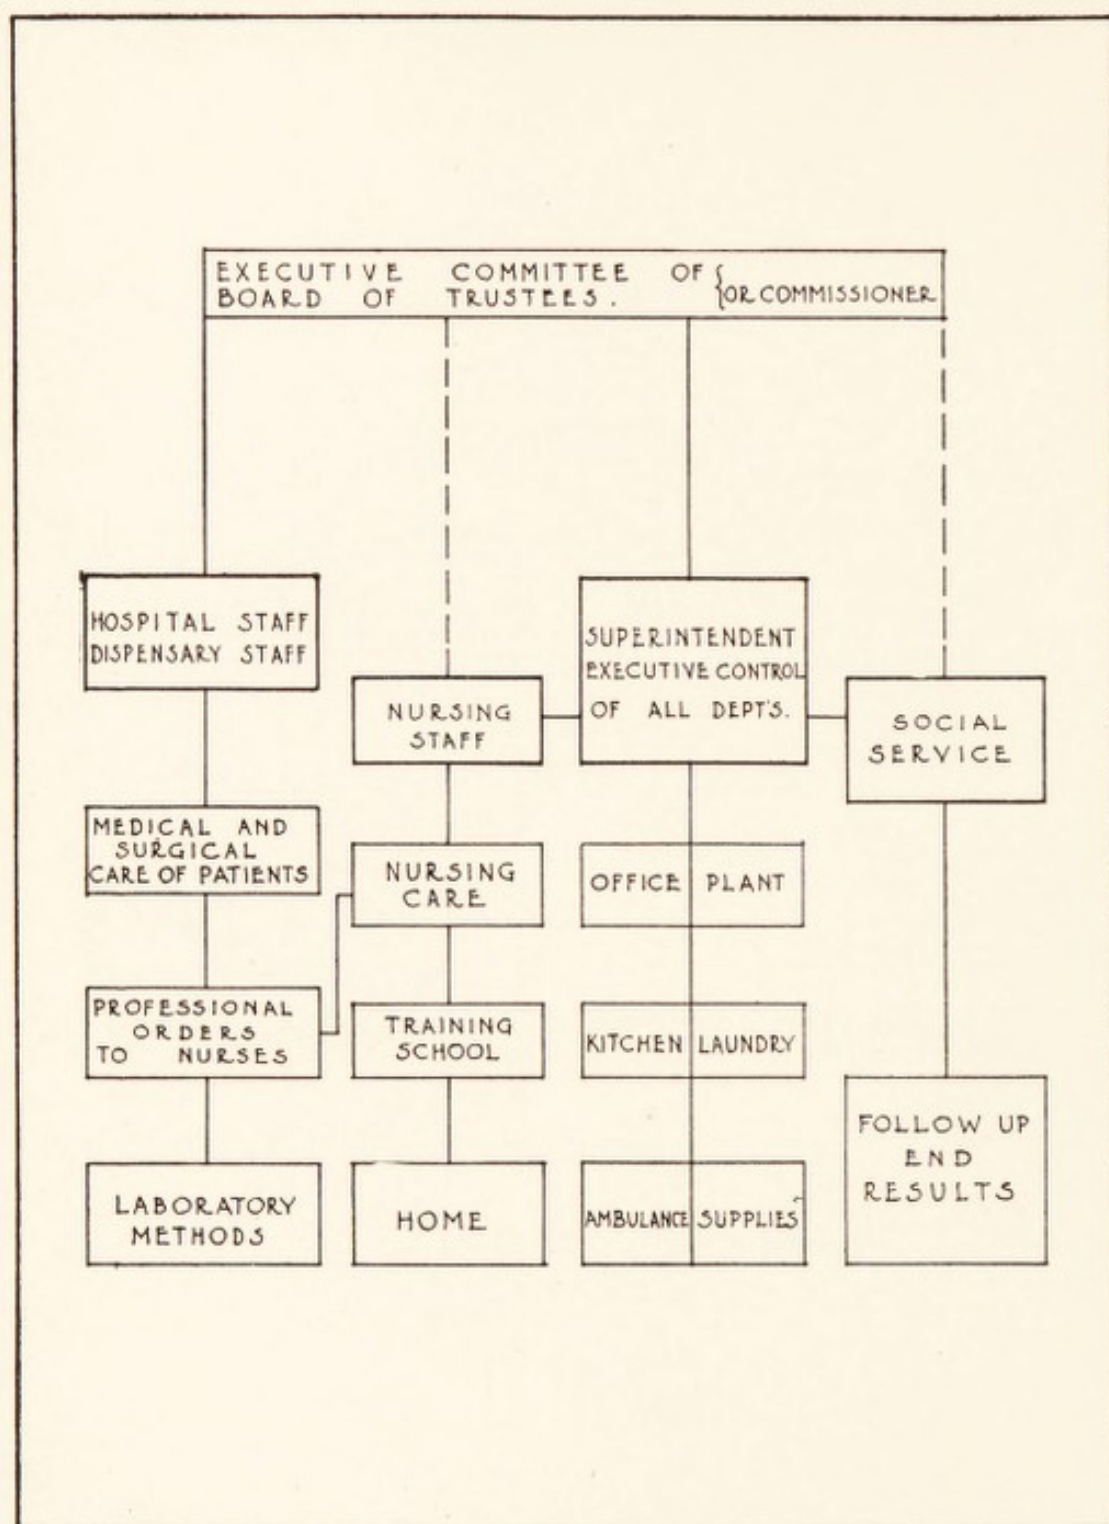 EXECUTIVE COMMITTEE OF
BOARD OF TRUSTEES. {OR COMMISSIONER
HOSPITAL STAFF
DISPENSARY STAFF
SUPERINTENDENT
EXECUTIVE CONTROL
OF ALL DEPT'S.
NURSING
STAFF
SOCIAL
SERVICE
MEDICAL AND
SURGICAL
CARE OF PATIENTS
NURSING
CARE
OFFICE PLANT
PROFESSIONAL
ORDERS
TO NURSES
TRAINING
SCHOOL
KITCHEN LAUNDRY
FOLLOW UP
END
RESULTS
LABORATORY
METHODS
HOME
AMBULANCE SUPPLIES